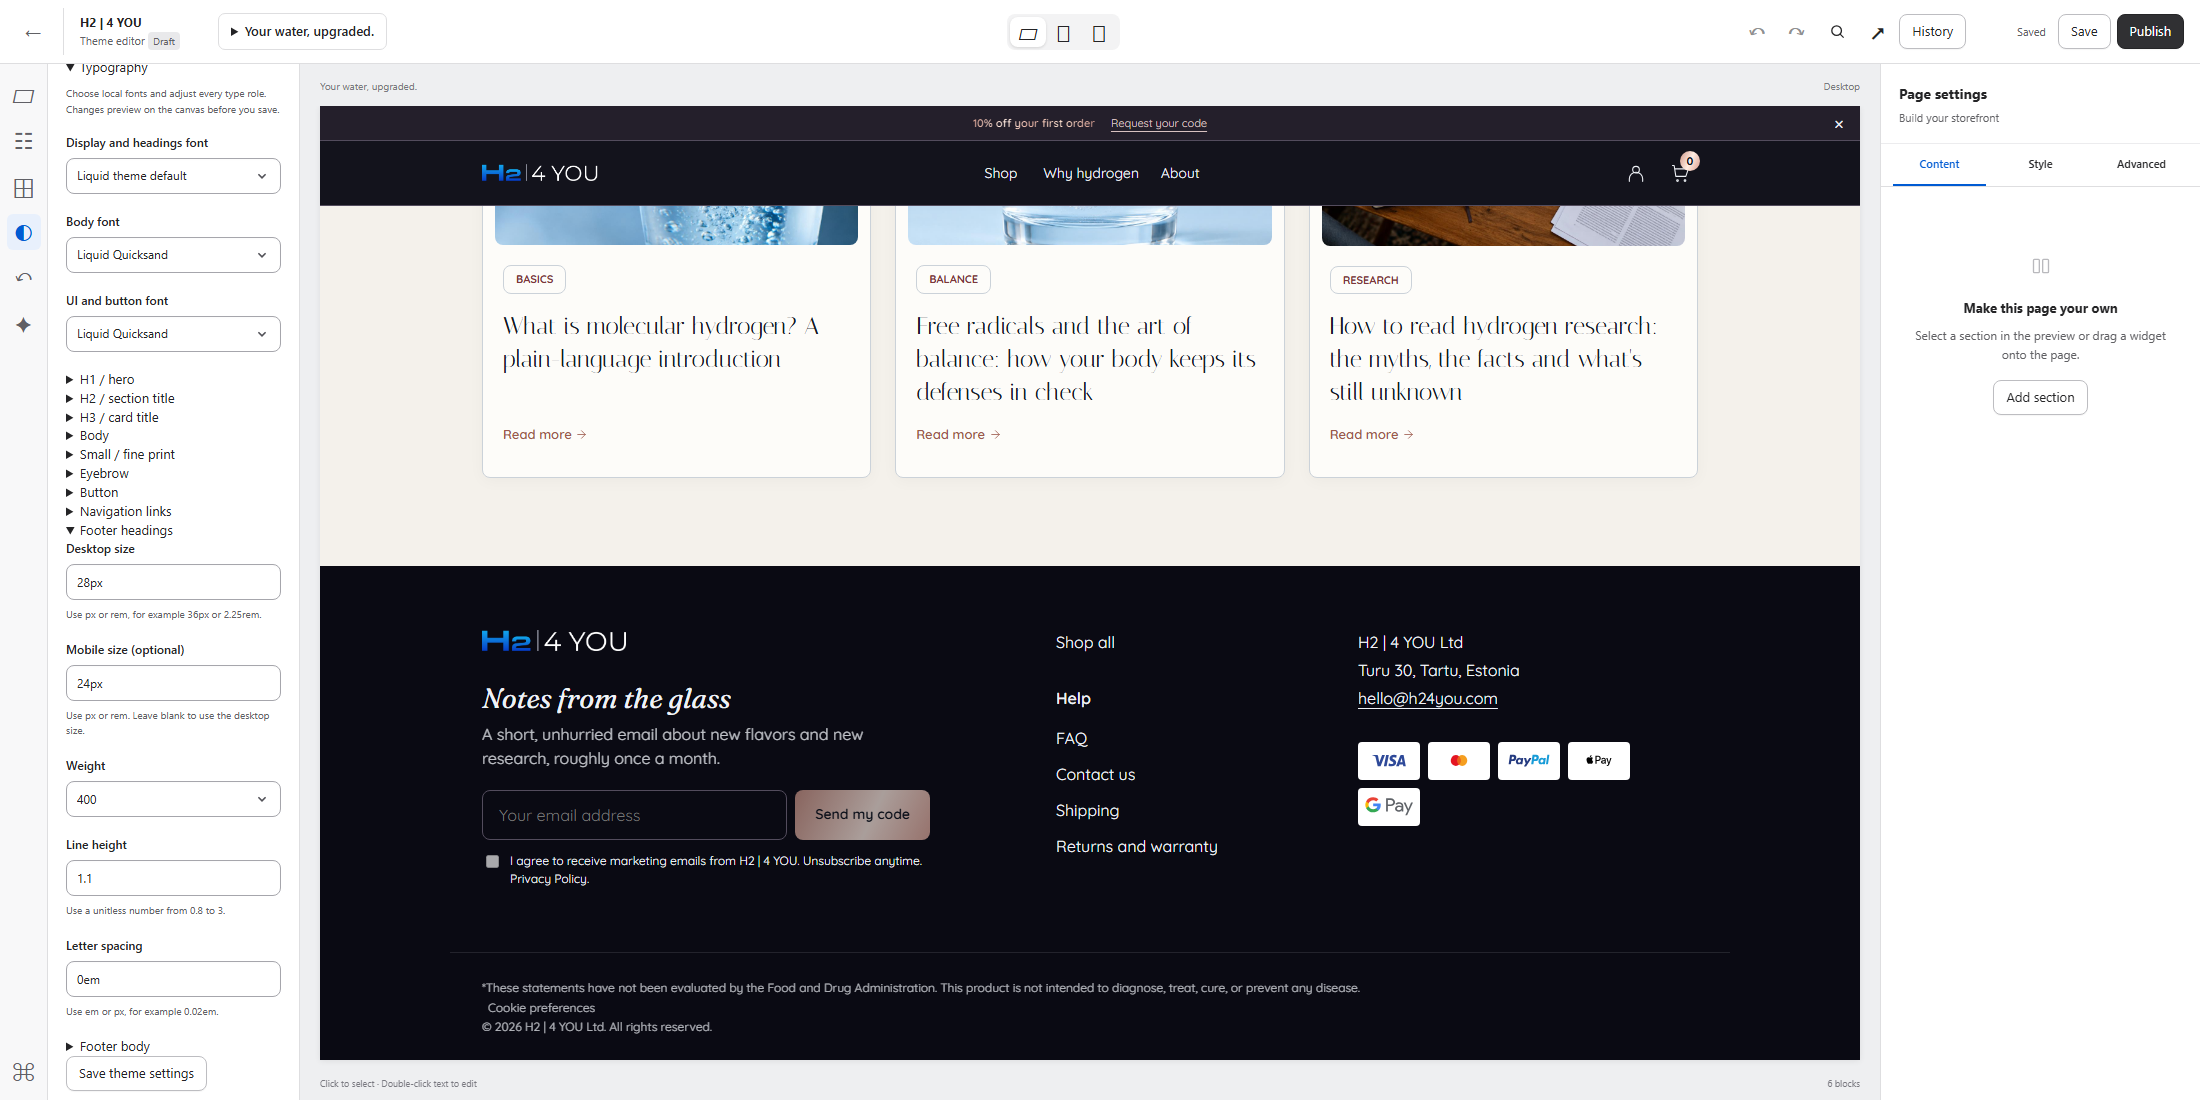 H2 | 4 YOU
Theme editor Draft
Your water, upgraded.
History
Saved
Save
Publish
Typography
Choose local fonts and adjust every type role.
Changes preview on the canvas before you save.
Display and headings font
Liquid theme default
Body font
Liquid Quicksand
UI and button font
Liquid Quicksand
H1 / hero
H2 / section title
H3 / card title
Body
Small / fine print
Eyebrow
Button
Navigation links
Footer headings
Desktop size
28px
Use px or rem, for example 36px or 2.25rem.
Mobile size (optional)
24px
Use px or rem. Leave blank to use the desktop
size.
Weight
400
Line height
1.1
Use a unitless number from 0.8 to 3.
Letter spacing
0em
Use em or px, for example 0.02em.
Footer body
Save theme settings
Your water, upgraded.
Desktop
10% off your first order Request your code
H2 | 4 YOU
Shop Why hydrogen About
0
BASICS
What is molecular hydrogen? A
plain-language introduction
Read more →
BALANCE
Free radicals and the art of
balance: how your body keeps its
defenses in check
Read more →
RESEARCH
How to read hydrogen research:
the myths, the facts and what's
still unknown
Read more →
H2 | 4 YOU
Notes from the glass
A short, unhurried email about new flavors and new
research, roughly once a month.
Your email address
Send my code
I agree to receive marketing emails from H2 | 4 YOU. Unsubscribe anytime.
Privacy Policy.
Shop all
Help
FAQ
Contact us
Shipping
Returns and warranty
H2 | 4 YOU Ltd
Turu 30, Tartu, Estonia
hello@h24you.com
VISA
PayPal
Pay
G Pay
*These statements have not been evaluated by the Food and Drug Administration. This product is not intended to diagnose, treat, cure, or prevent any disease.
Cookie preferences
© 2026 H2 | 4 YOU Ltd. All rights reserved.
Click to select · Double-click text to edit
6 blocks
Page settings
Build your storefront
Content
Style
Advanced
Make this page your own
Select a section in the preview or drag a widget
onto the page.
Add section